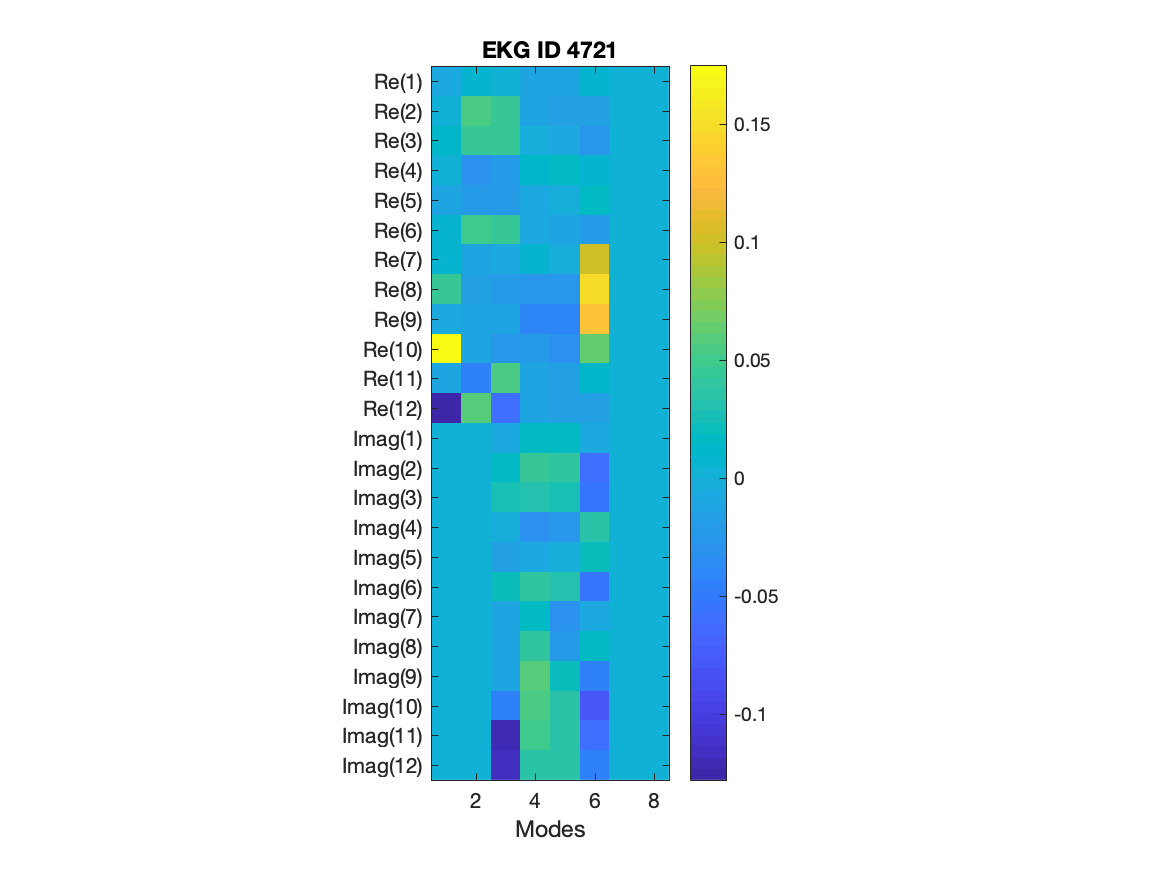 EKG ID 4721
Re(1)
Re(2)
Re(3)
Re(4)
Re(5)
Re(6)
Re(7)
Re(8)
Re(9)
Re(10)
Re(11)
Re(12)
Imag(1)
Imag(2)
Imag(3)
Imag(4)
Imag(5)
Imag(6)
Imag(7)
Imag(8)
Imag(9)
Imag(10)
Imag(11)
Imag(12)
2 4 6 8
Modes
0.15
0.1
0.05
0
-0.05
-0.1